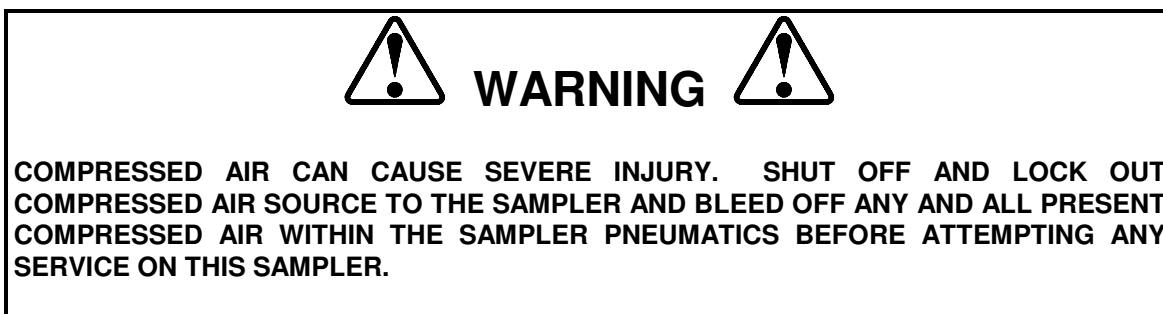 WARNING
COMPRESSED AIR CAN CAUSE SEVERE INJURY. SHUT OFF AND LOCK OUT
COMPRESSED AIR SOURCE TO THE SAMPLER AND BLEED OFF ANY AND ALL PRESENT
COMPRESSED AIR WITHIN THE SAMPLER PNEUMATICS BEFORE ATTEMPTING ANY
SERVICE ON THIS SAMPLER.